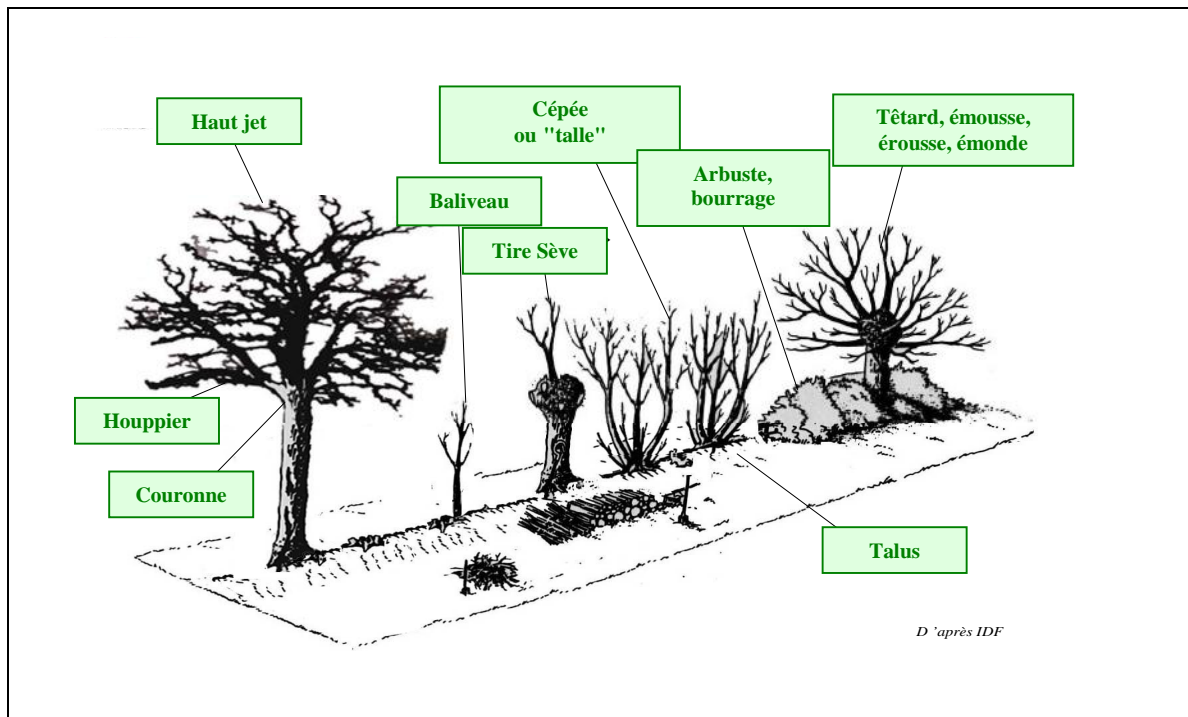 Haut jet
Cépée
ou "talle"
Têtard, émousse,
érousse, émonde
Arbuste,
bourrage
Baliveau
Tire Sève
Houppier
Couronne
Talus
D ’après IDF